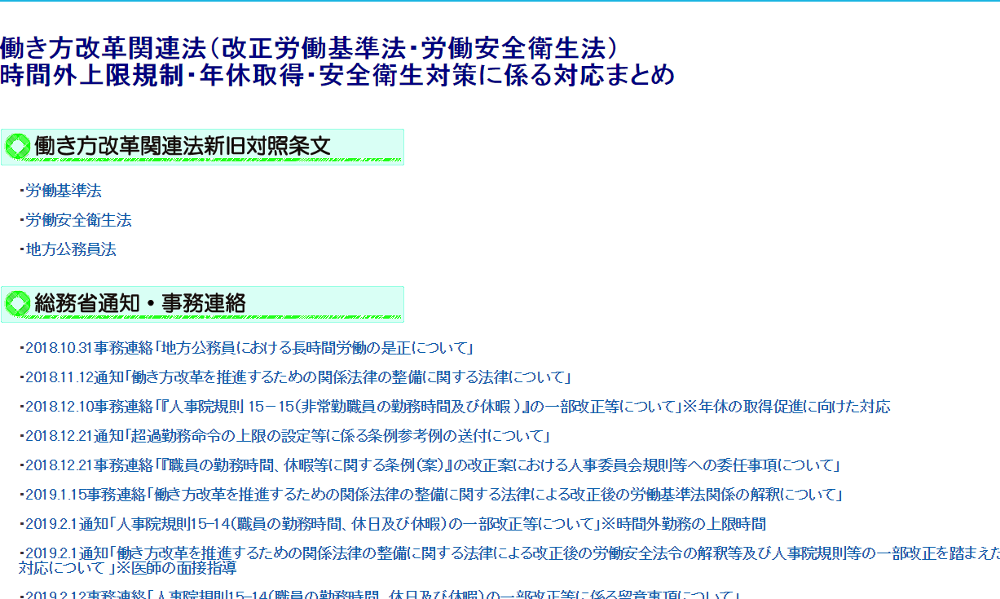 働き方改革関連法（改正労働基準法・労働安全衛生法）
時間外上限規制・年休取得・安全衛生対策に係る対応まとめ
働き方改革関連法新旧対照条文
・労働基準法
・労働安全衛生法
・地方公務員法
総務省通知・事務連絡
・2018.10.31事務連絡「地方公務員における長時間労働の是正について」
・2018.11.12通知「働き方改革を推進するための関係法律の整備に関する法律について」
・2018.12.10事務連絡「『人事院規則 15－15（非常勤職員の勤務時間及び休暇 ）』の一部改正等について」※年休の取得促進に向けた対応
・2018.12.21通知「超過勤務命令の上限の設定等に係る条例参考例の送付について」
・2018.12.21事務連絡「『職員の勤務時間、休暇等に関する条例（案）』の改正案における人事委員会規則等への委任事項について」
・2019.1.15事務連絡「働き方改革を推進するための関係法律の整備に関する法律による改正後の労働基準法関係の解釈について」
・2019.2.1通知「人事院規則15-14（職員の勤務時間、休日及び休暇）の一部改正等について」※時間外勤務の上限時間
・2019.2.1通知「働き方改革を推進するための関係法律の整備に関する法律による改正後の労働安全法令の解釈等及び人事院規則等の一部改正を踏まえた
対応について 」※医師の面接指導
・2019.2.12事務連絡「人事院規則15-14（職員の勤務時間、休日及び休暇）の一部改正等に係る留意事項について」